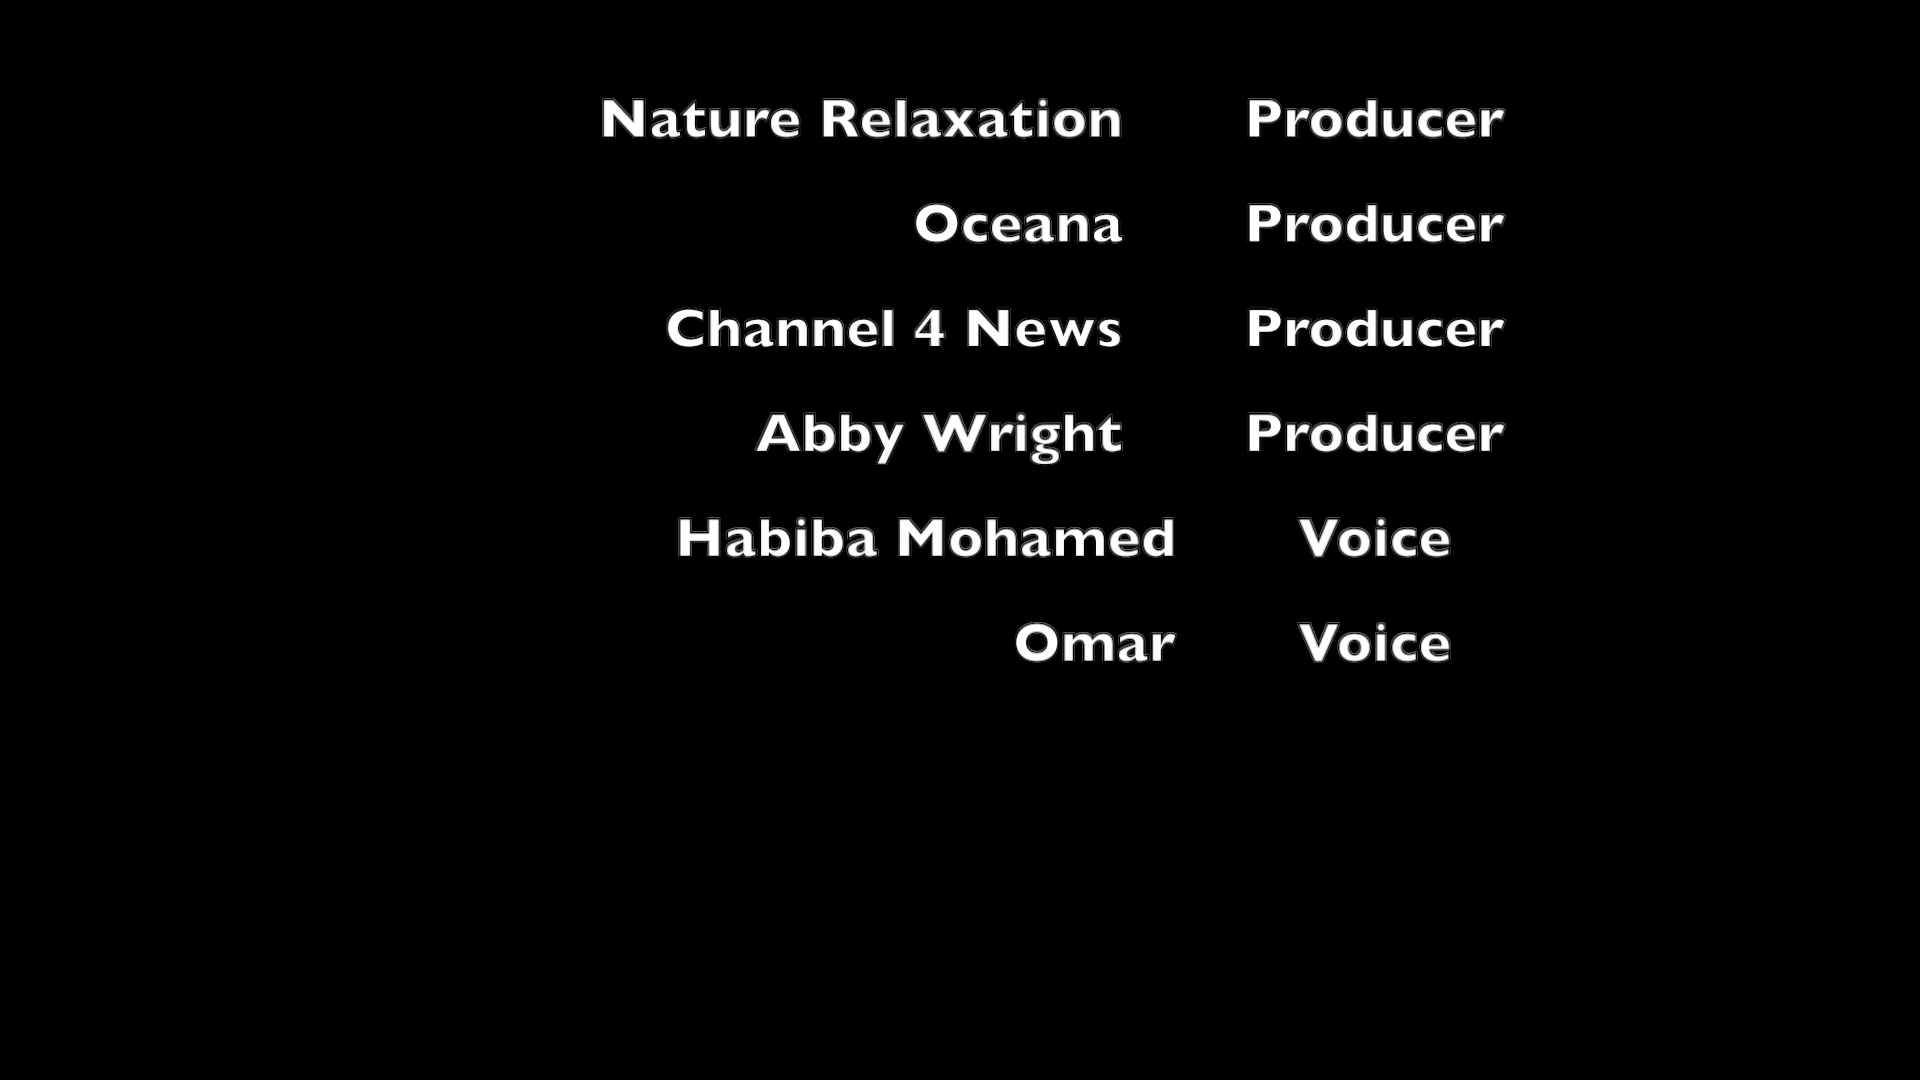 Nature Relaxation Producer
Oceana Producer
Channel 4 News Producer
Abby Wright Producer
Habiba Mohamed Voice
Omar Voice